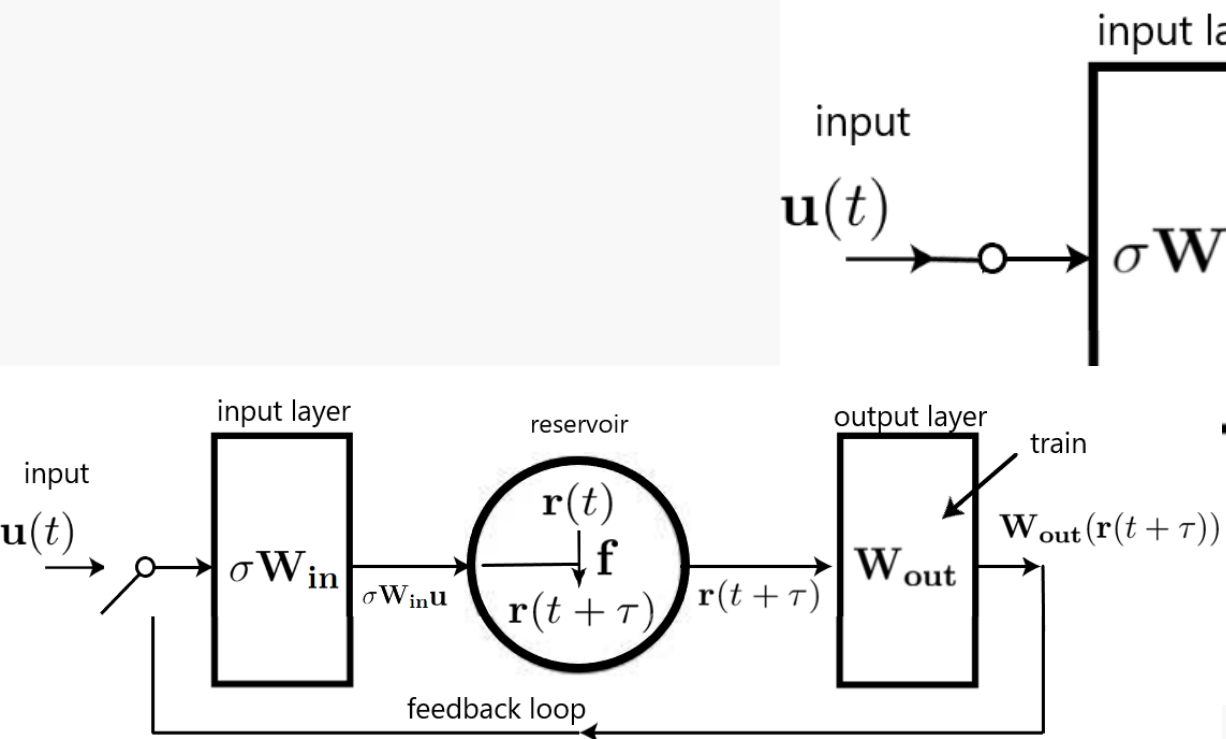 input la
input
u(t)
σW
input layer
reservoir
output layer
train
input
u(t)
r(t)
W_out(r(t + τ))
f
σW_in
W_out
σW_in u
r(t + τ)
r(t + τ)
feedback loop